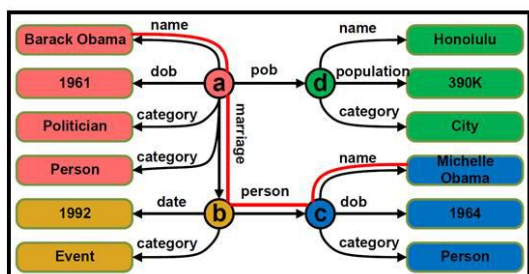 name
name
Barack Obama
Honolulu
1961
dob
a
pob
d
population
390K
Politician
category
category
City
marriage
Person
category
name
Michelle
Obama
1992
date
b
person
c
dob
1964
Event
category
category
Person